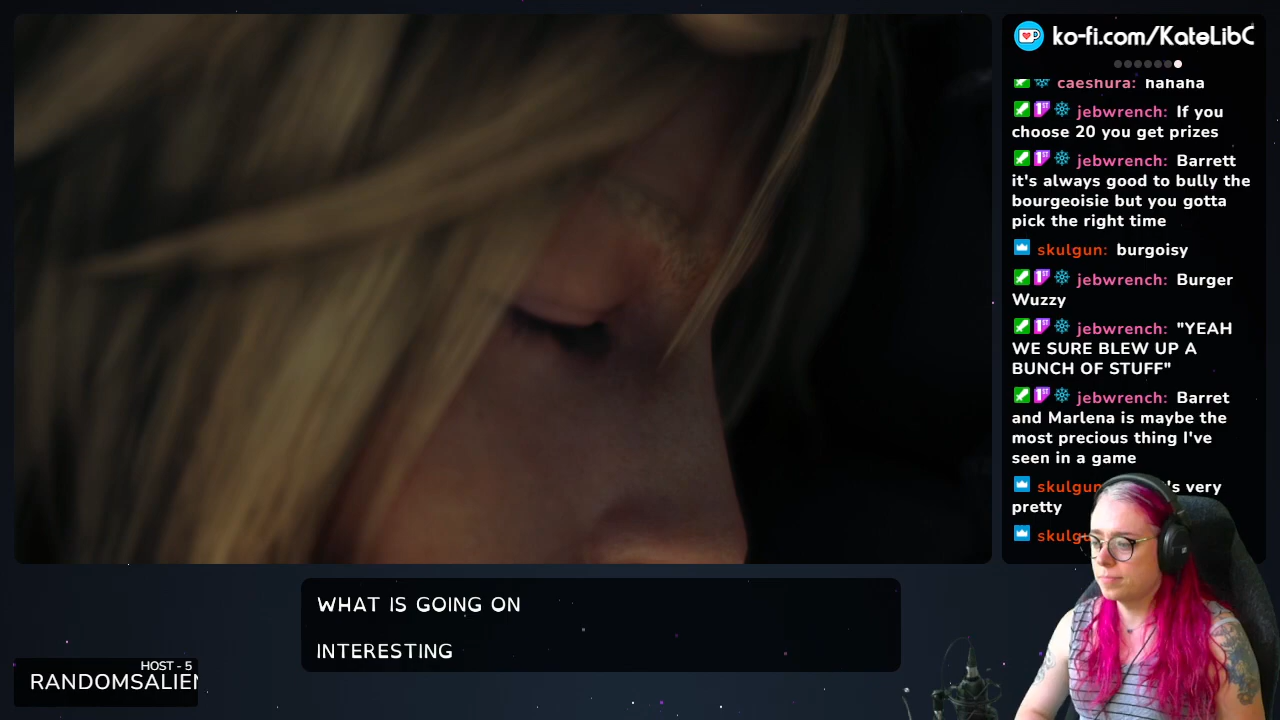 ko-fi.com/KateLibC
caeshura: hahaha
jebwrench: If you
choose 20 you get prizes
jebwrench: Barrett
it's always good to bully the
bourgeoisie but you gotta
pick the right time
skulgun: burgoisy
jebwrench: Burger
Wuzzy
jebwrench: "YEAH
WE SURE BLEW UP A
BUNCH OF STUFF"
jebwrench: Barret
and Marlena is maybe the
most precious thing I've
seen in a game
skulgun 's very
pretty
WHAT IS GOING ON
INTERESTING
HOST - 5
RANDOMSALIEN